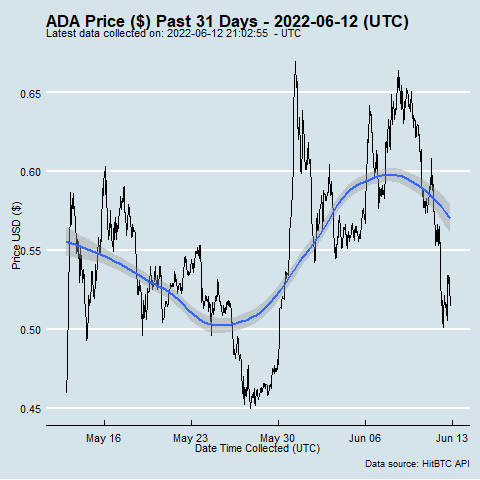 ADA Price ($) Past 31 Days - 2022-06-12 (UTC)
Latest data collected on: 2022-06-12 21:02:55 - UTC
Price USD ($)
0.65
0.60
0.55
0.50
0.45
May 16
May 23
May 30
Jun 06
Jun 13
Date Time Collected (UTC)
Data source: HitBTC API